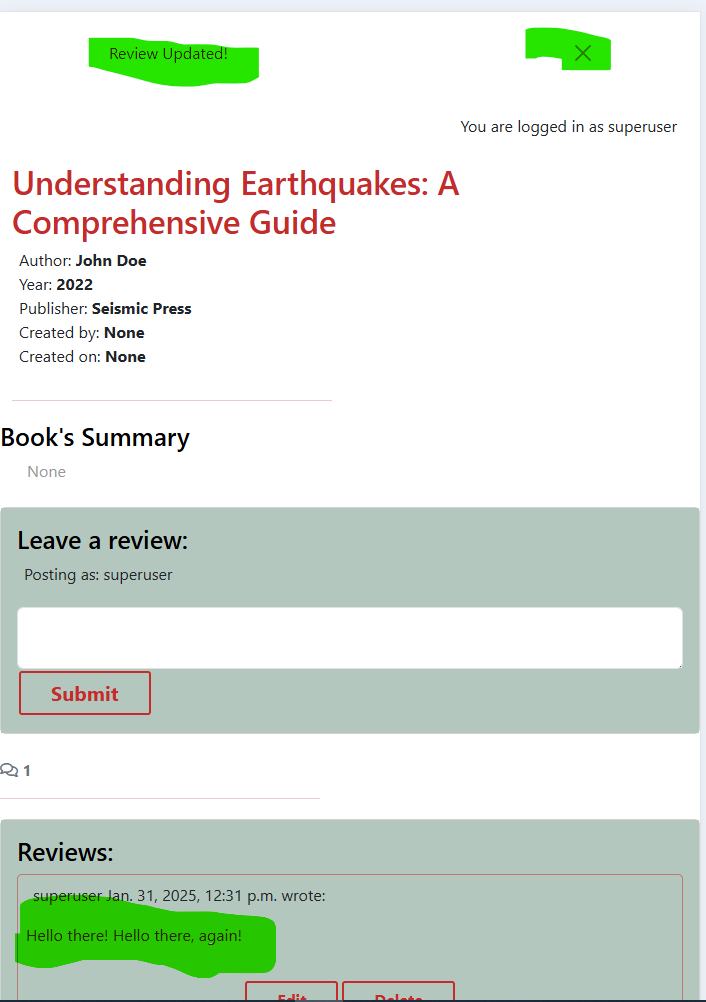 Review Updated!
You are logged in as superuser
Understanding Earthquakes: A
Comprehensive Guide
Author: John Doe
Year: 2022
Publisher: Seismic Press
Created by: None
Created on: None
Book's Summary
None
Leave a review:
Posting as: superuser
Submit
1
Reviews:
superuser Jan. 31, 2025, 12:31 p.m. wrote:
Hello there! Hello there, again!
Edit Delete